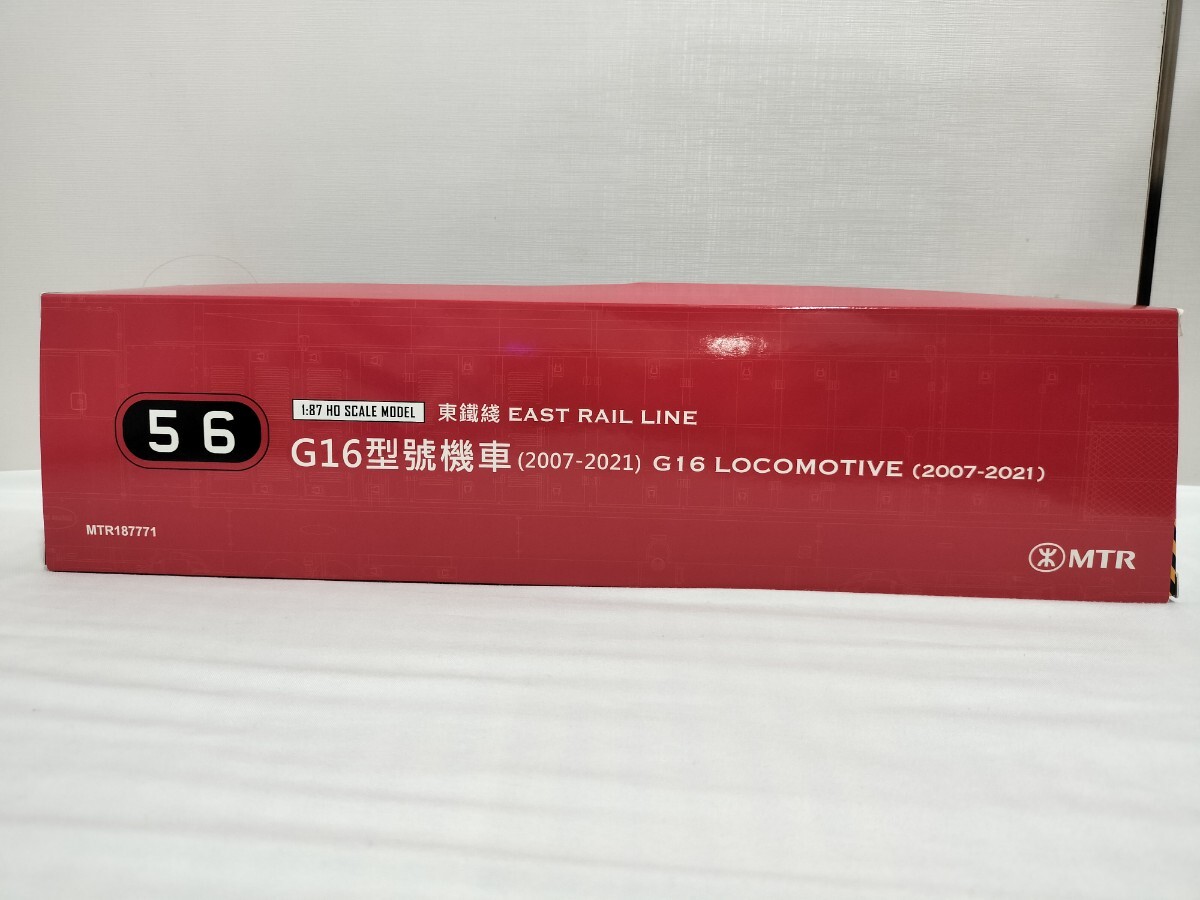 56
1:87 HO SCALE MODEL 東鐵綫 EAST RAIL LINE
G16型號機車 (2007-2021) G16 LOCOMOTIVE (2007-2021)
MTR187771
MTR